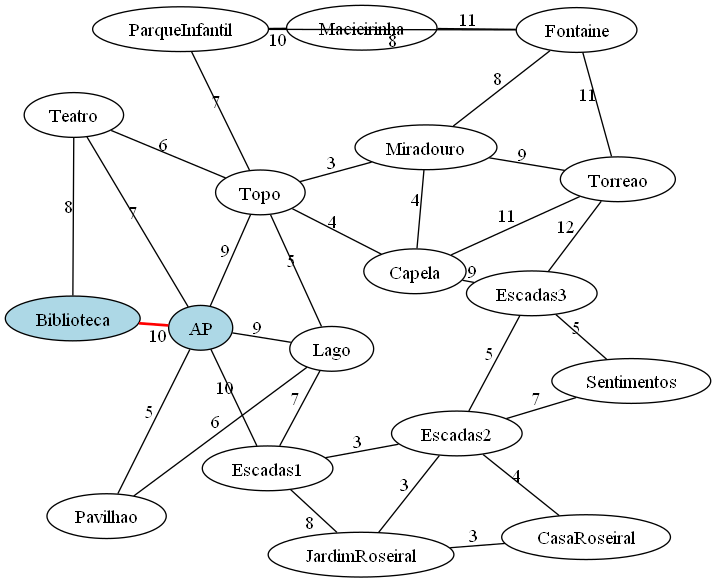 ParquelInfantil
Macieirinha
Fontaine
11
10
8
Teatro
7
8
11
6
Miradouro
3
9
Topo
Torreao
8
7
4
4
11
12
9
5
Capela
9
Escadas3
Biblioteca
10
AP
9
Lago
5
5
Sentimentos
10
7
5
6
7
3
Escadas2
Escadas1
3
4
Pavilhao
8
3
JardimRoseiral
CasaRoseiral